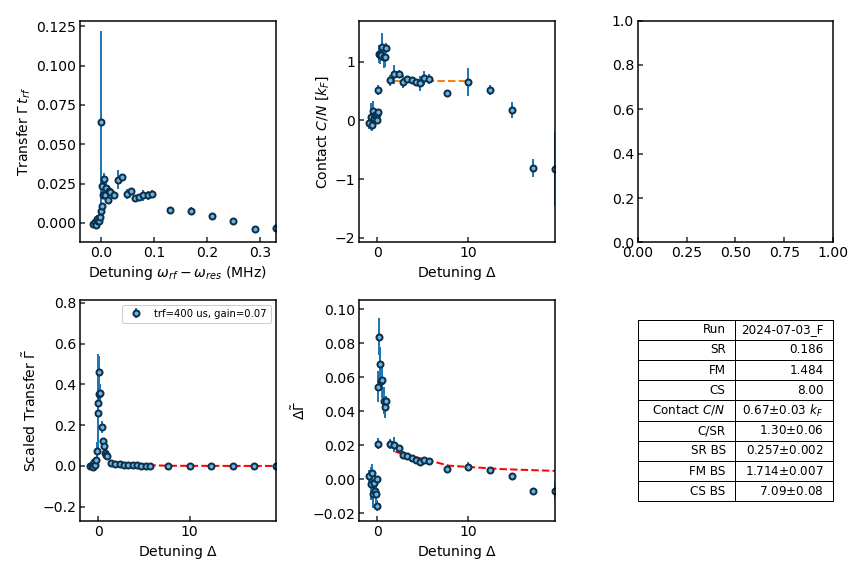 0.125
0.100
0.075
0.050
0.025
0.000
Transfer Γ t_rf
0.0 0.1 0.2 0.3
Detuning ω_rf − ω_res (MHz)
1
0
−1
−2
Contact C/N [k_F]
0 10
Detuning Δ
1.0
0.8
0.6
0.4
0.2
0.0
0.00 0.25 0.50 0.75 1.00
0.8
0.6
0.4
0.2
0.0
−0.2
Scaled Transfer Γ̃
trf=400 us, gain=0.07
0 10
Detuning Δ
0.10
0.08
0.06
0.04
0.02
0.00
−0.02
ΔΓ̃
0 10
Detuning Δ
Run 2024-07-03_F
SR 0.186
FM 1.484
CS 8.00
Contact C/N 0.67±0.03 k_F
C/SR 1.30±0.06
SR BS 0.257±0.002
FM BS 1.714±0.007
CS BS 7.09±0.08